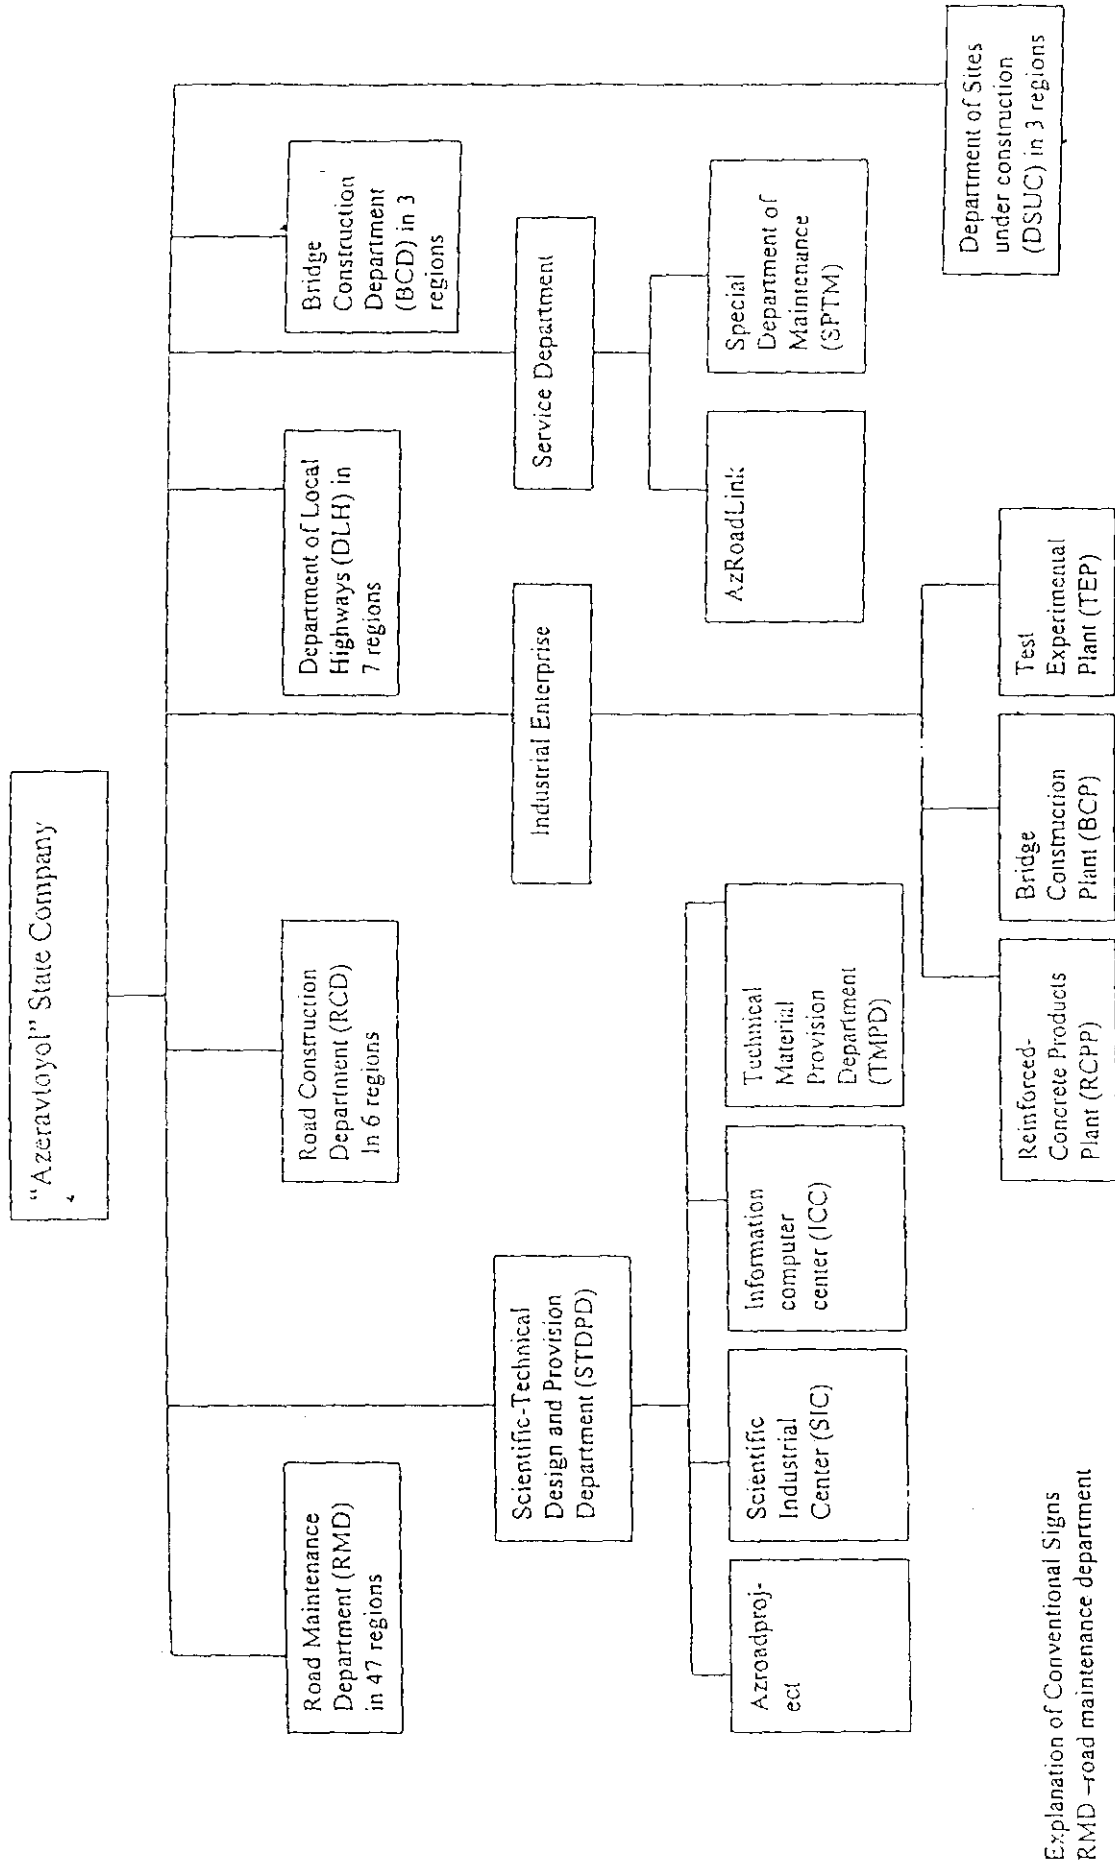 "Azeravtoyol" State Company
Road Maintenance
Department (RMD)
in 47 regions
Road Construction
Department (RCD)
In 6 regions
Department of Local
Highways (DLH) in
7 regions
Bridge
Construction
Department
(BCD) in 3
regions
Scientific-Technical
Design and Provision
Department (STDPD)
Industrial Enterprise
Service Department
Azroadproj-
ect
Scientific
Industrial
Center (SIC)
Information
computer
center (ICC)
Technical
Material
Provision
Department
(TMPD)
AzRoadLink
Special
Department of
Maintenance
(SPTM)
Reinforced-
Concrete Products
Plant (RCPP)
Bridge
Construction
Plant (BCP)
Test
Experimental
Plant (TEP)
Department of Sites
under construction
(DSUC) in 3 regions
Explanation of Conventional Signs
RMD –road maintenance department